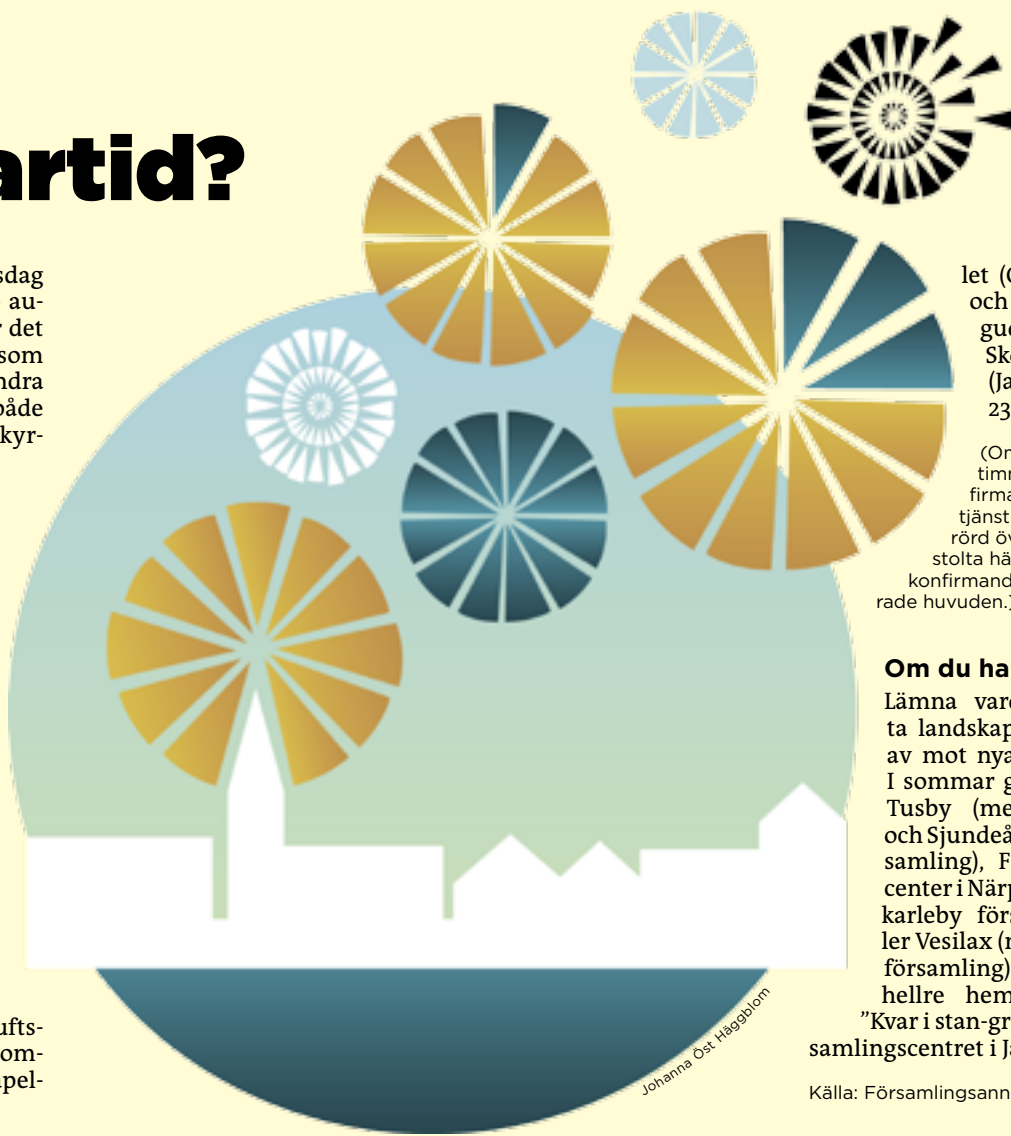 artid?
sdag
au-
r det
som
ndra
både
kyr-
ufts-
om-
pel-
Johanna Öst Häggblom
let (
och
gud
Sk
(Ja
23
(On
timm
firma
tjänst
rörd öv
stolta hä
konfirmand
rade huvuden.)
Om du ha
Lämna vard
ta landskap
av mot nya
I sommar g
Tusby (me
och Sjundeå
samling), F
center i Närp
karleby förs
ler Vesilax (
församling)
hellre hem
”Kvar i stan-gr
samlingscentret i Ja
Källa: Församlingsann